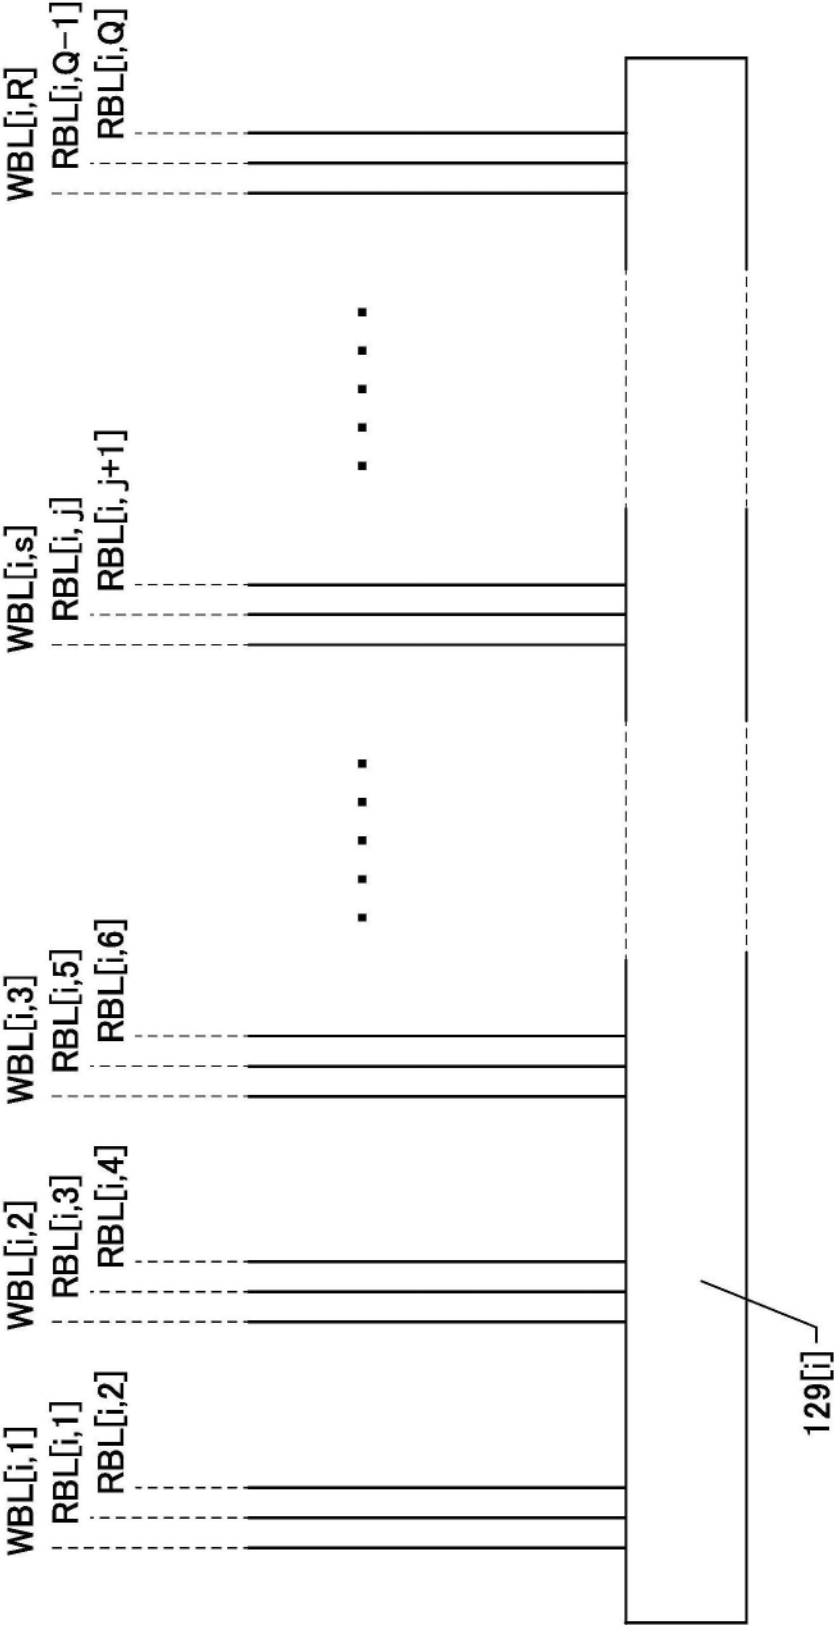 WBL[i,1]
RBL[i,1]
RBL[i,2]
WBL[i,2]
RBL[i,3]
RBL[i,4]
WBL[i,3]
RBL[i,5]
RBL[i,6]
WBL[i,s]
RBL[i, j]
RBL[i, j+1]
WBL[i,R]
RBL[i,Q-1]
RBL[i,Q]
129[i]